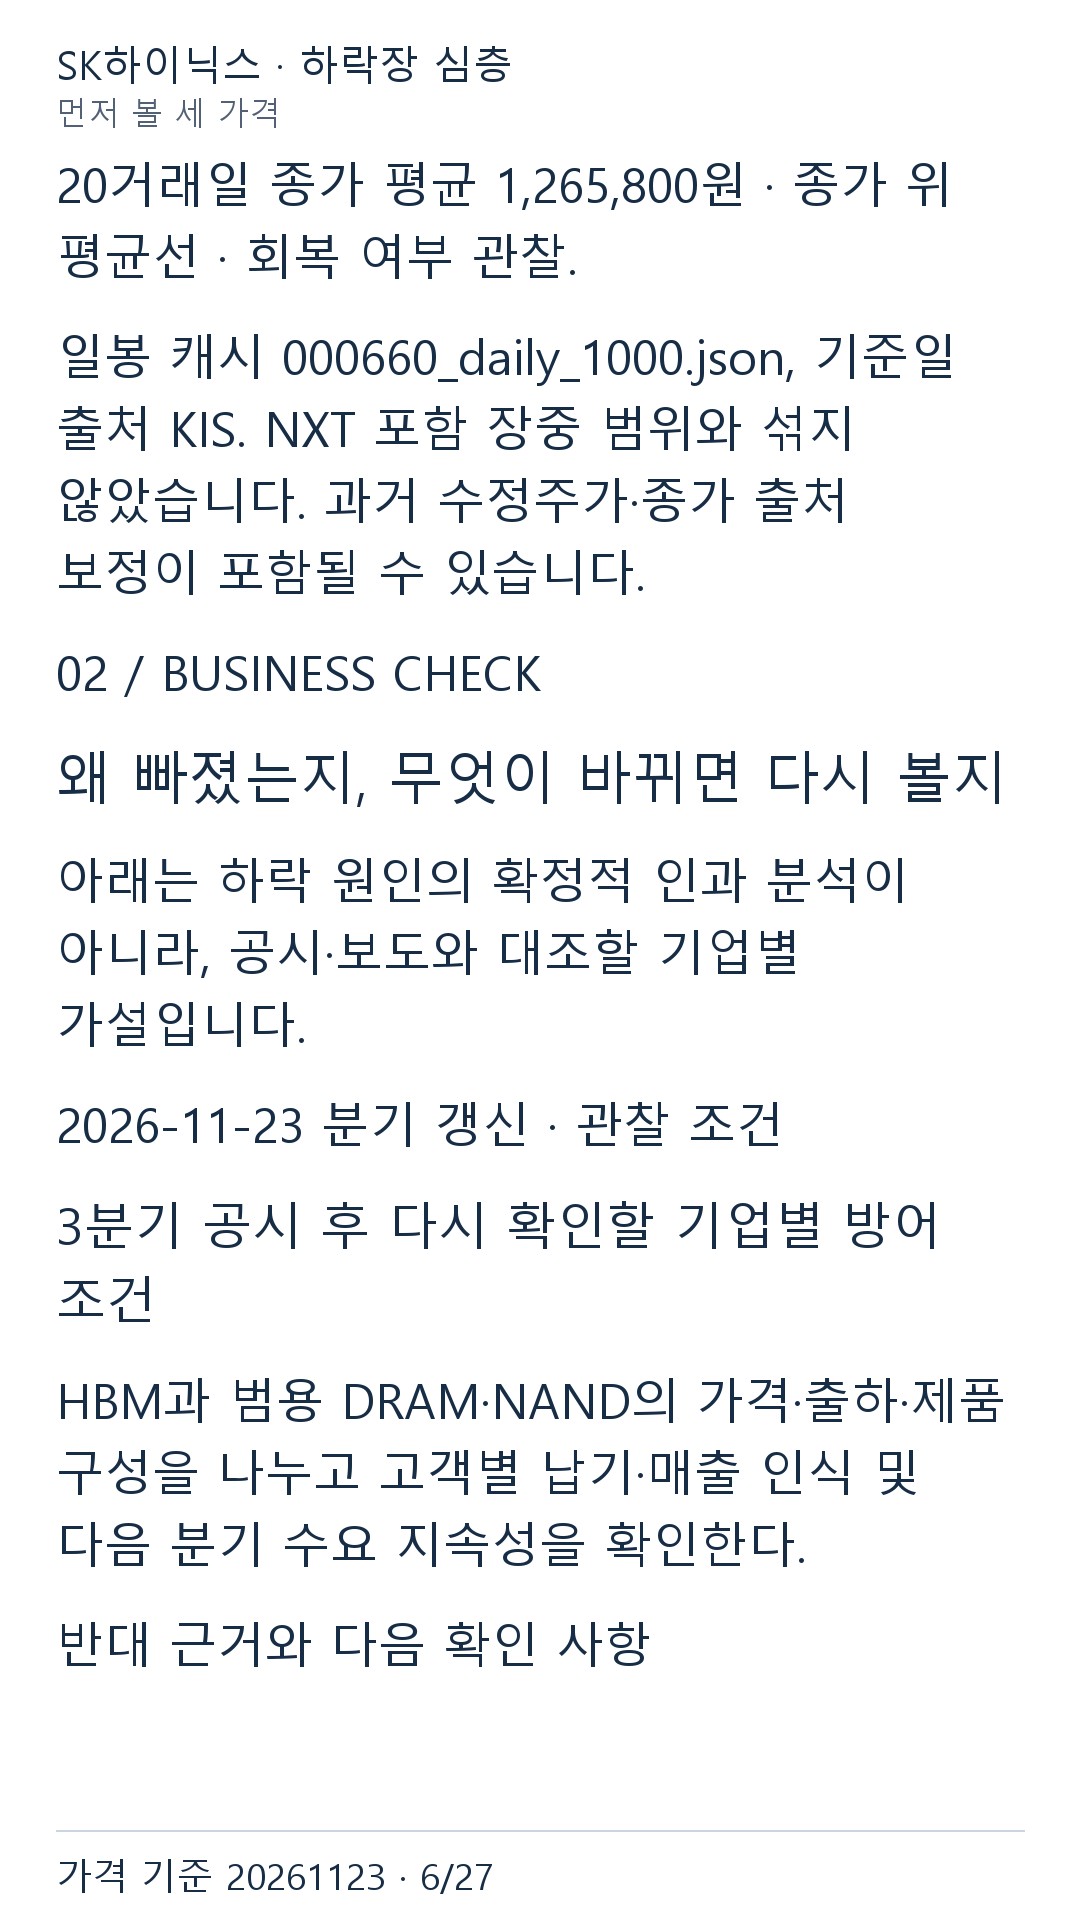 SK하이닉스 · 하락장 심층
먼저 볼 세 가격
20거래일 종가 평균 1,265,800원 · 종가 위
평균선 · 회복 여부 관찰.
일봉 캐시 000660_daily_1000.json, 기준일
출처 KIS. NXT 포함 장중 범위와 섞지
않았습니다. 과거 수정주가·종가 출처
보정이 포함될 수 있습니다.
02 / BUSINESS CHECK
왜 빠졌는지, 무엇이 바뀌면 다시 볼지
아래는 하락 원인의 확정적 인과 분석이
아니라, 공시·보도와 대조할 기업별
가설입니다.
2026-11-23 분기 갱신 · 관찰 조건
3분기 공시 후 다시 확인할 기업별 방어
조건
HBM과 범용 DRAM·NAND의 가격·출하·제품
구성을 나누고 고객별 납기·매출 인식 및
다음 분기 수요 지속성을 확인한다.
반대 근거와 다음 확인 사항
가격 기준 20261123 · 6/27